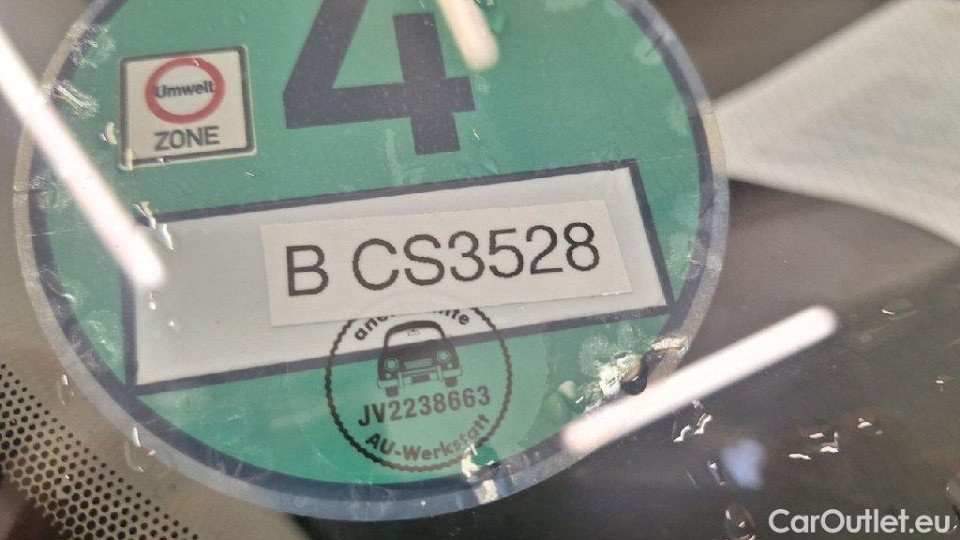 4
Umwelt
ZONE
B CS3528
JV2238663
AU-Werkstatt
CarOutlet.eu